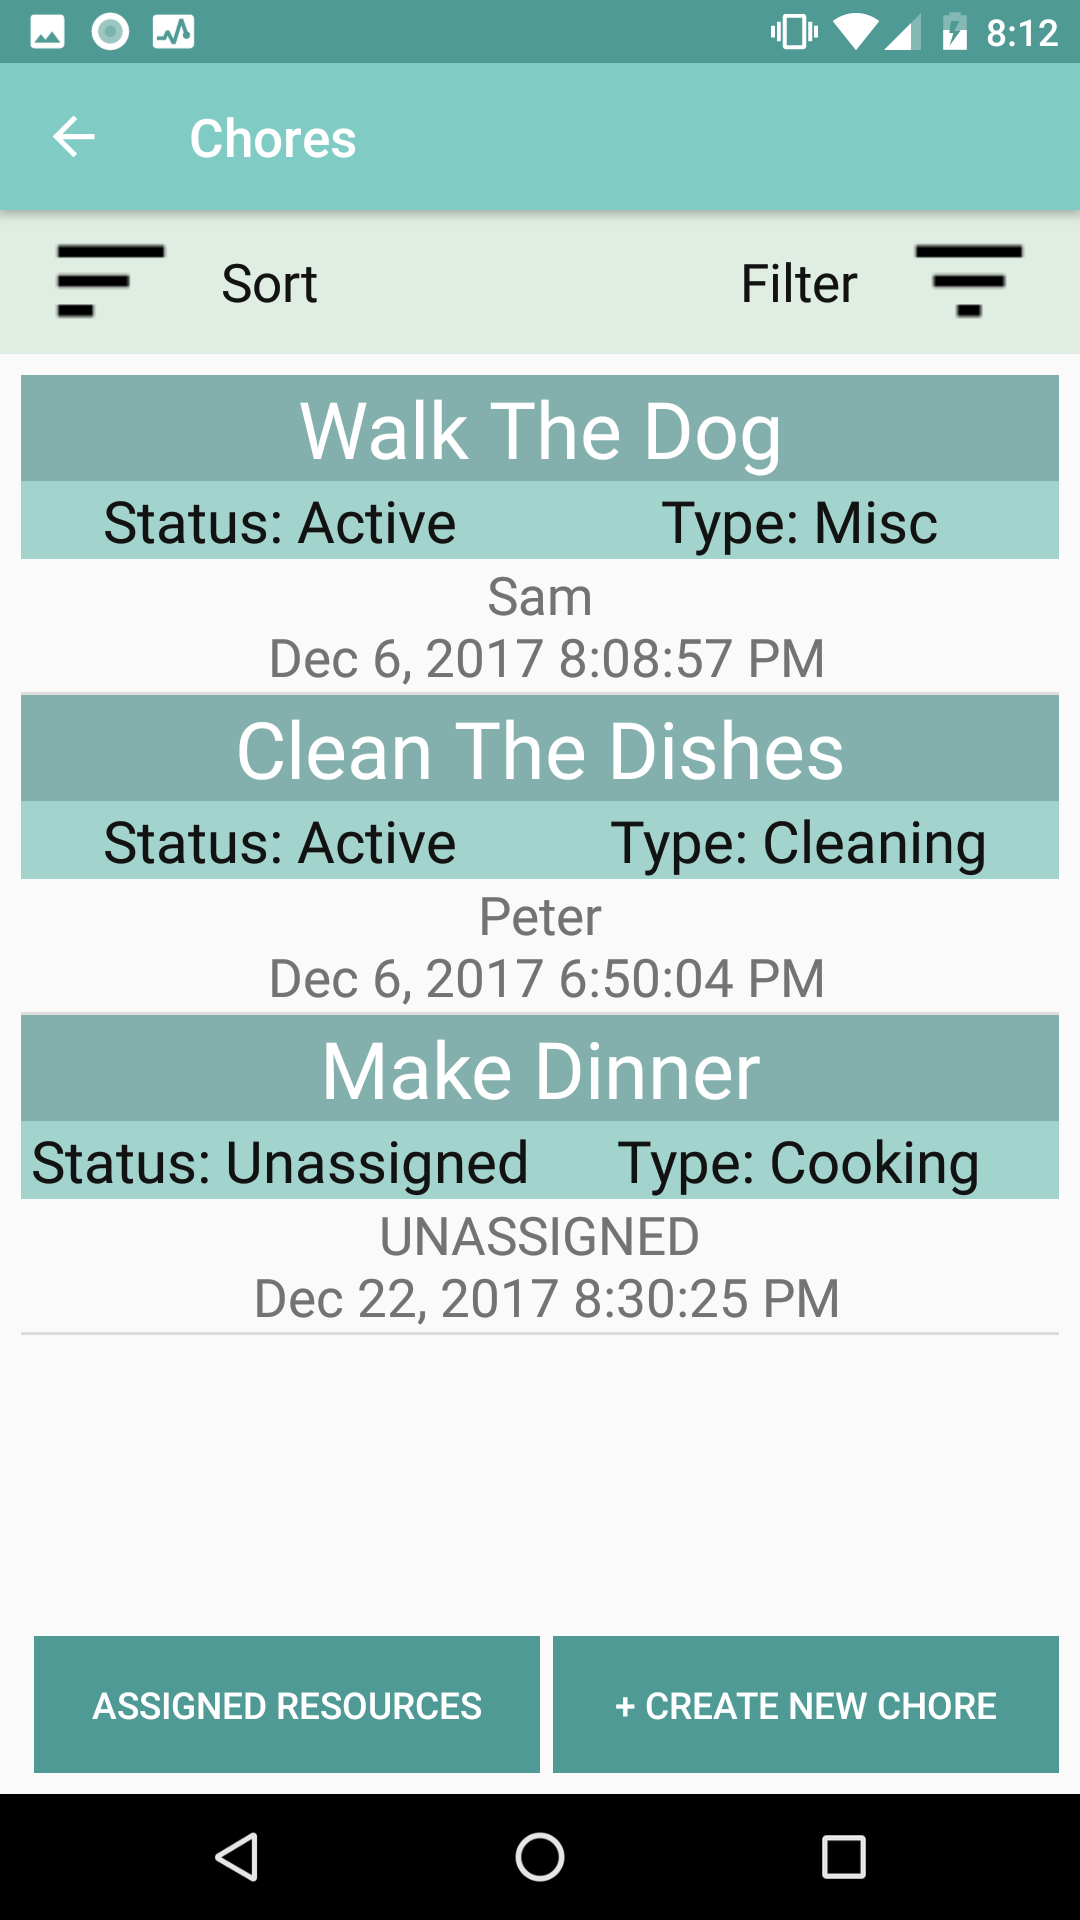 8:12
Chores
Sort Filter
Walk The Dog
Status: Active Type: Misc
Sam
Dec 6, 2017 8:08:57 PM
Clean The Dishes
Status: Active Type: Cleaning
Peter
Dec 6, 2017 6:50:04 PM
Make Dinner
Status: Unassigned Type: Cooking
UNASSIGNED
Dec 22, 2017 8:30:25 PM
ASSIGNED RESOURCES + CREATE NEW CHORE